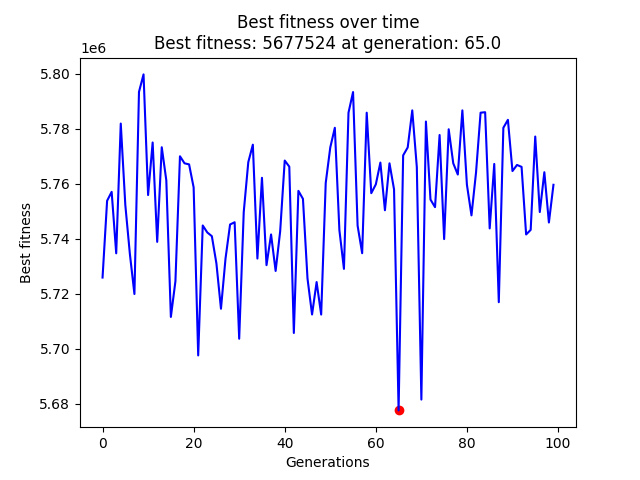 Best fitness over time
Best fitness: 5677524 at generation: 65.0
1e6
5.80
5.78
5.76
5.74
5.72
5.70
5.68
Best fitness
0 20 40 60 80 100
Generations